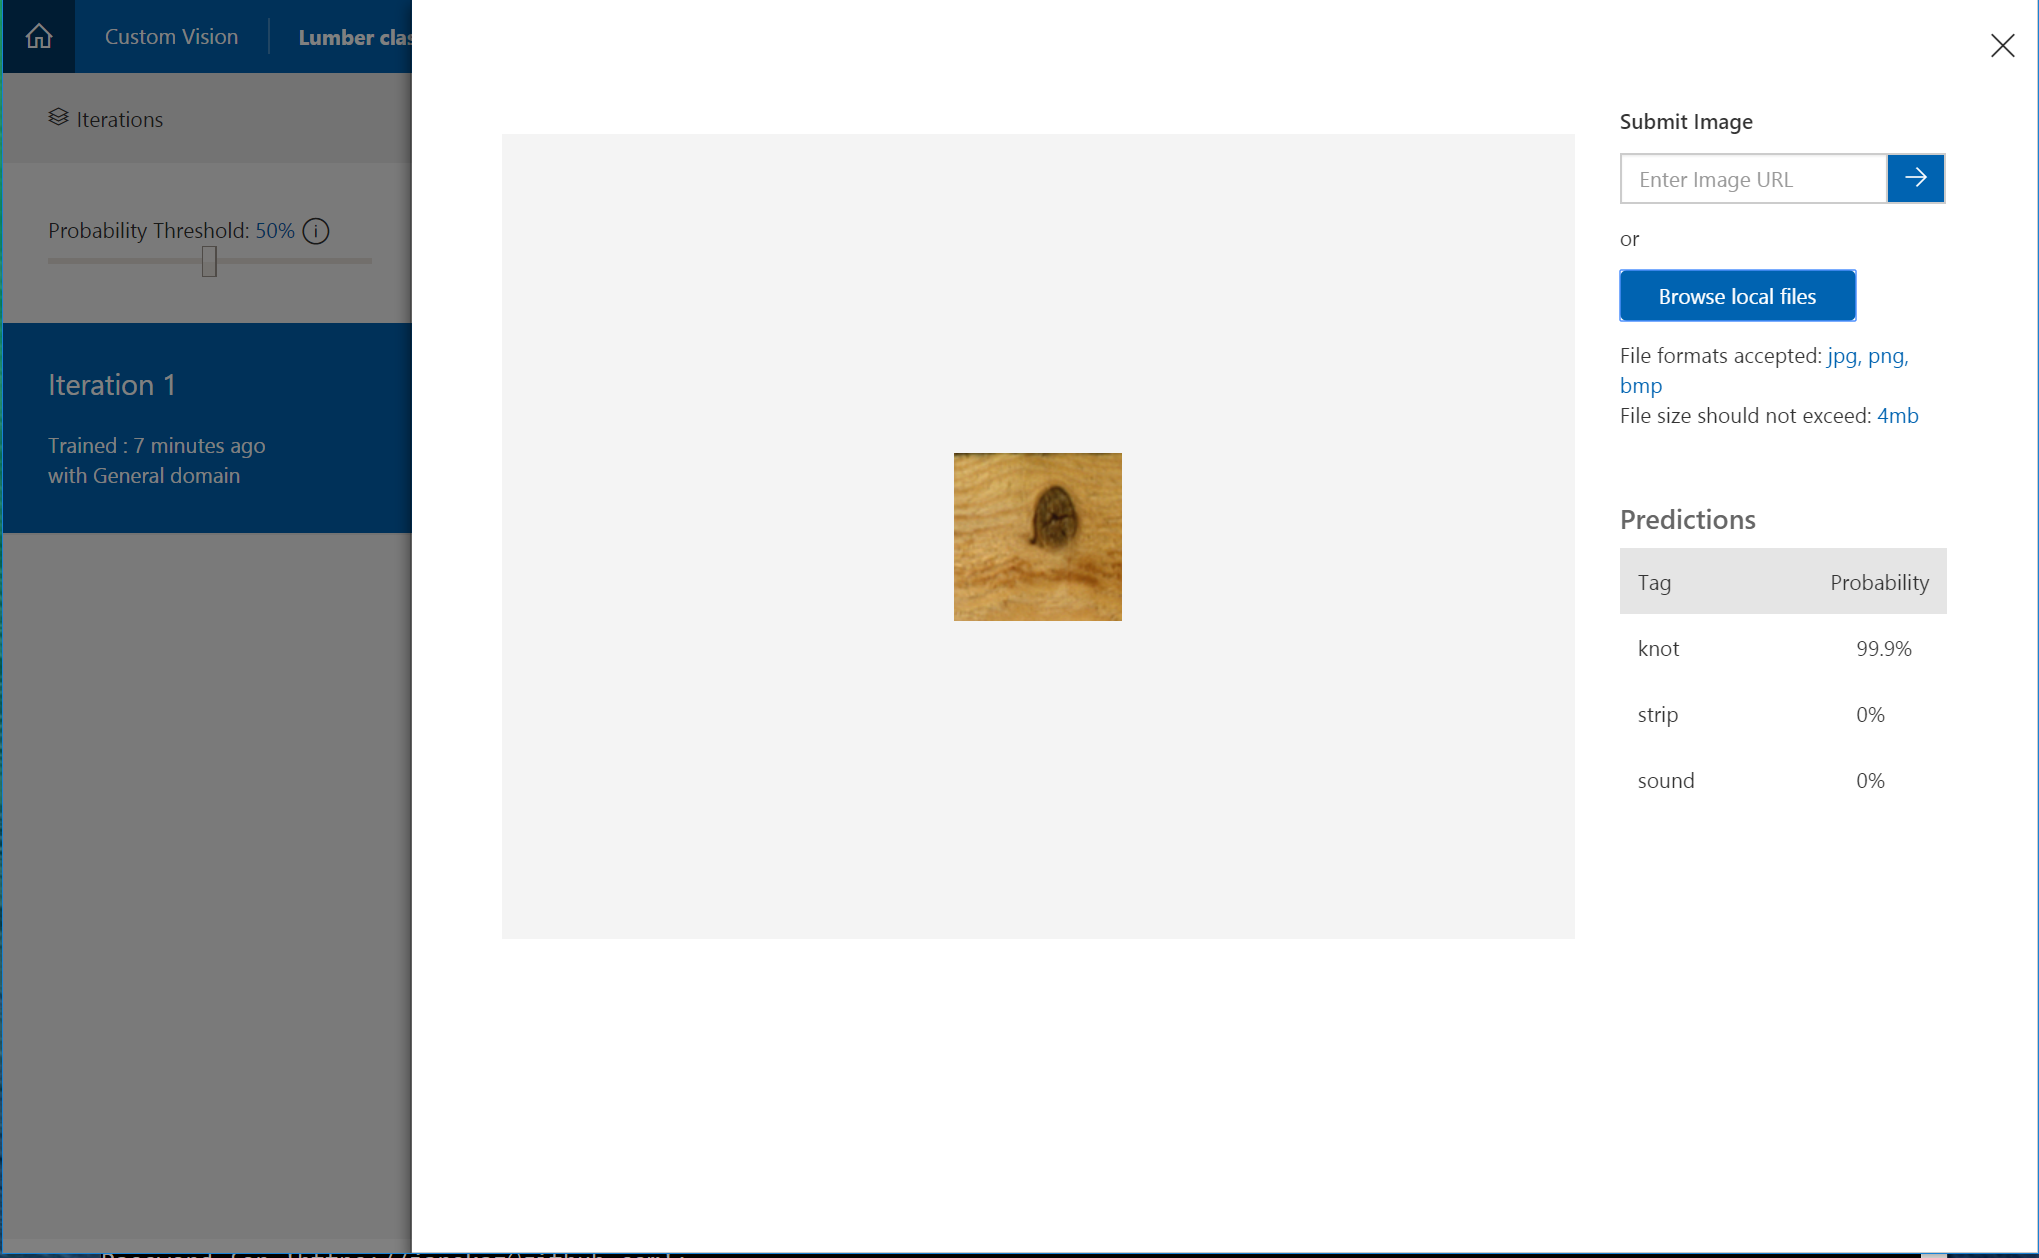 Custom Vision
Lumber clas
Iterations
Probability Threshold: 50%
Iteration 1
Trained : 7 minutes ago
with General domain
Submit Image
Enter Image URL
or
Browse local files
File formats accepted: jpg, png,
bmp
File size should not exceed: 4mb
Predictions
Tag Probability
knot 99.9%
strip 0%
sound 0%